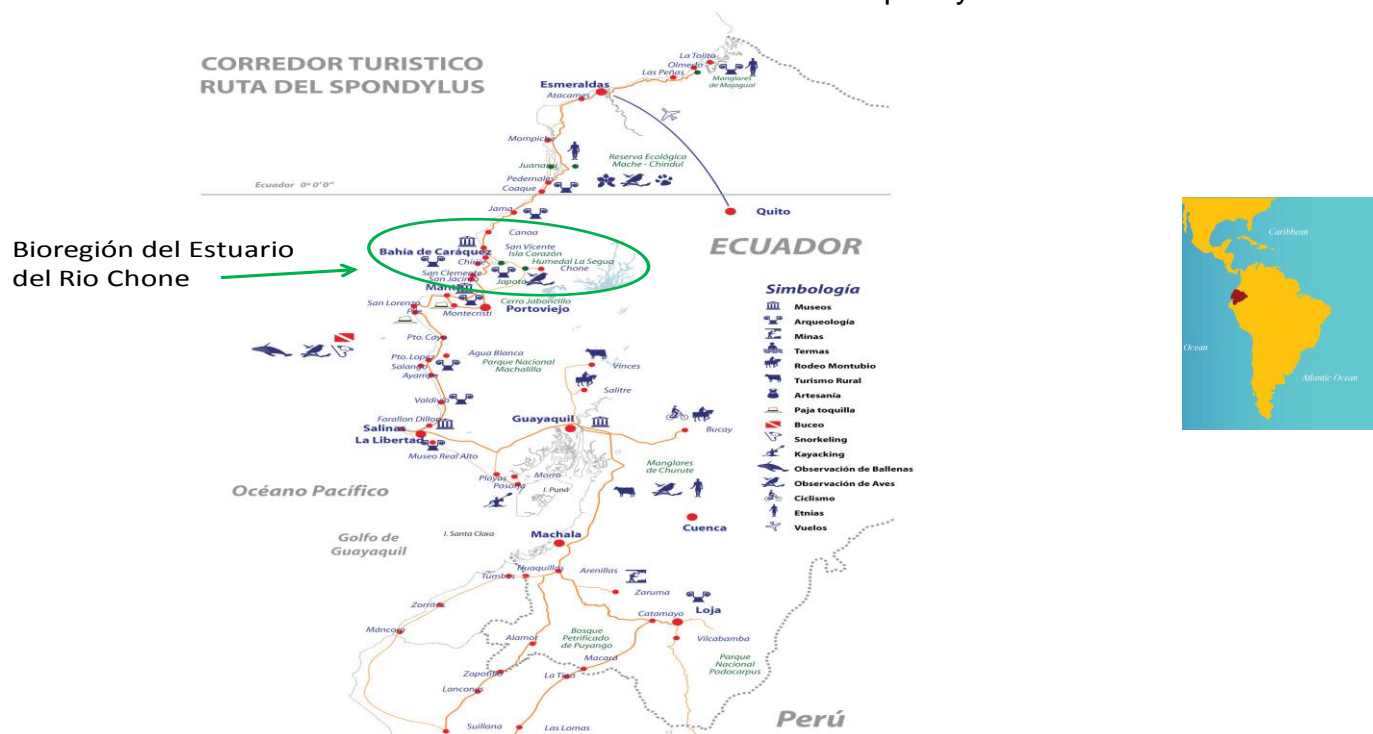 CORREDOR TURISTICO
RUTA DEL SPONDYLUS
La Tolita
Olmedo
Las Peñas
Manglares
de Majagual
Esmeraldas
Atacames
Mompiche
Juananu
Reserva Ecológica
Mache - Chindul
Pedernales
Coaque
Ecuador 0º 0'0"
Jama
Quito
Canoa
ECUADOR
Bioregión del Estuario
del Rio Chone
San Vicente
Isla Corazón
Bahía de Caráquez
Humedal La Segua
Chone
San Clemente
San Jacinto
Japoto
Cerro Jaboncillo
San Lorenzo
Montecristi
Portoviejo
Pto. Cayo
Pto. Lopez
Salango
Ayampe
Agua Blanca
Parque Nacional
Machalilla
Vinces
Salitre
Valdivia
Farallon Dillon
Salinas
La Libertad
Museo Real Alto
Guayaquil
Bucay
Manglares
de Churute
Playas
Morro
Posorja
I. Puná
Océano Pacífico
Cuenca
Golfo de
Guayaquil
I. Santa Clara
Machala
Huaquillas
Tumbes
Arenillas
Zaruma
Loja
Catamayo
Zorritos
Máncora
Alamor
Bosque
Petrificado
de Puyango
Vilcabamba
Macará
Parque
Nacional
Podocarpus
Zapotillo
La Tina
Lancones
Suillana
Las Lomas
Perú
Simbología
Museos
Arqueología
Minas
Termas
Rodeo Montubio
Turismo Rural
Artesanía
Paja toquilla
Buceo
Snorkeling
Kayacking
Observación de Ballenas
Observación de Aves
Ciclismo
Etnias
Vuelos
Caribbean
Ocean
Atlantic Ocean